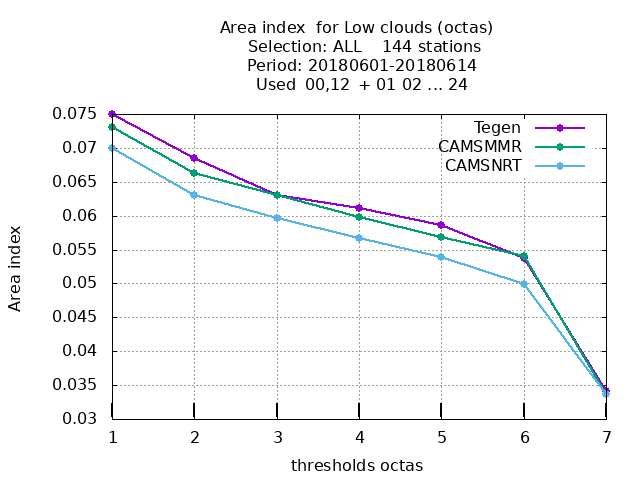 Area index  for Low clouds (octas)
Selection: ALL    144 stations
Period: 20180601-20180614
Used  00,12  + 01 02 ... 24
Tegen
CAMSMMR
CAMSNRT
0.075
0.07
0.065
0.06
0.055
0.05
0.045
0.04
0.035
0.03
Area index
1 2 3 4 5 6 7
thresholds octas